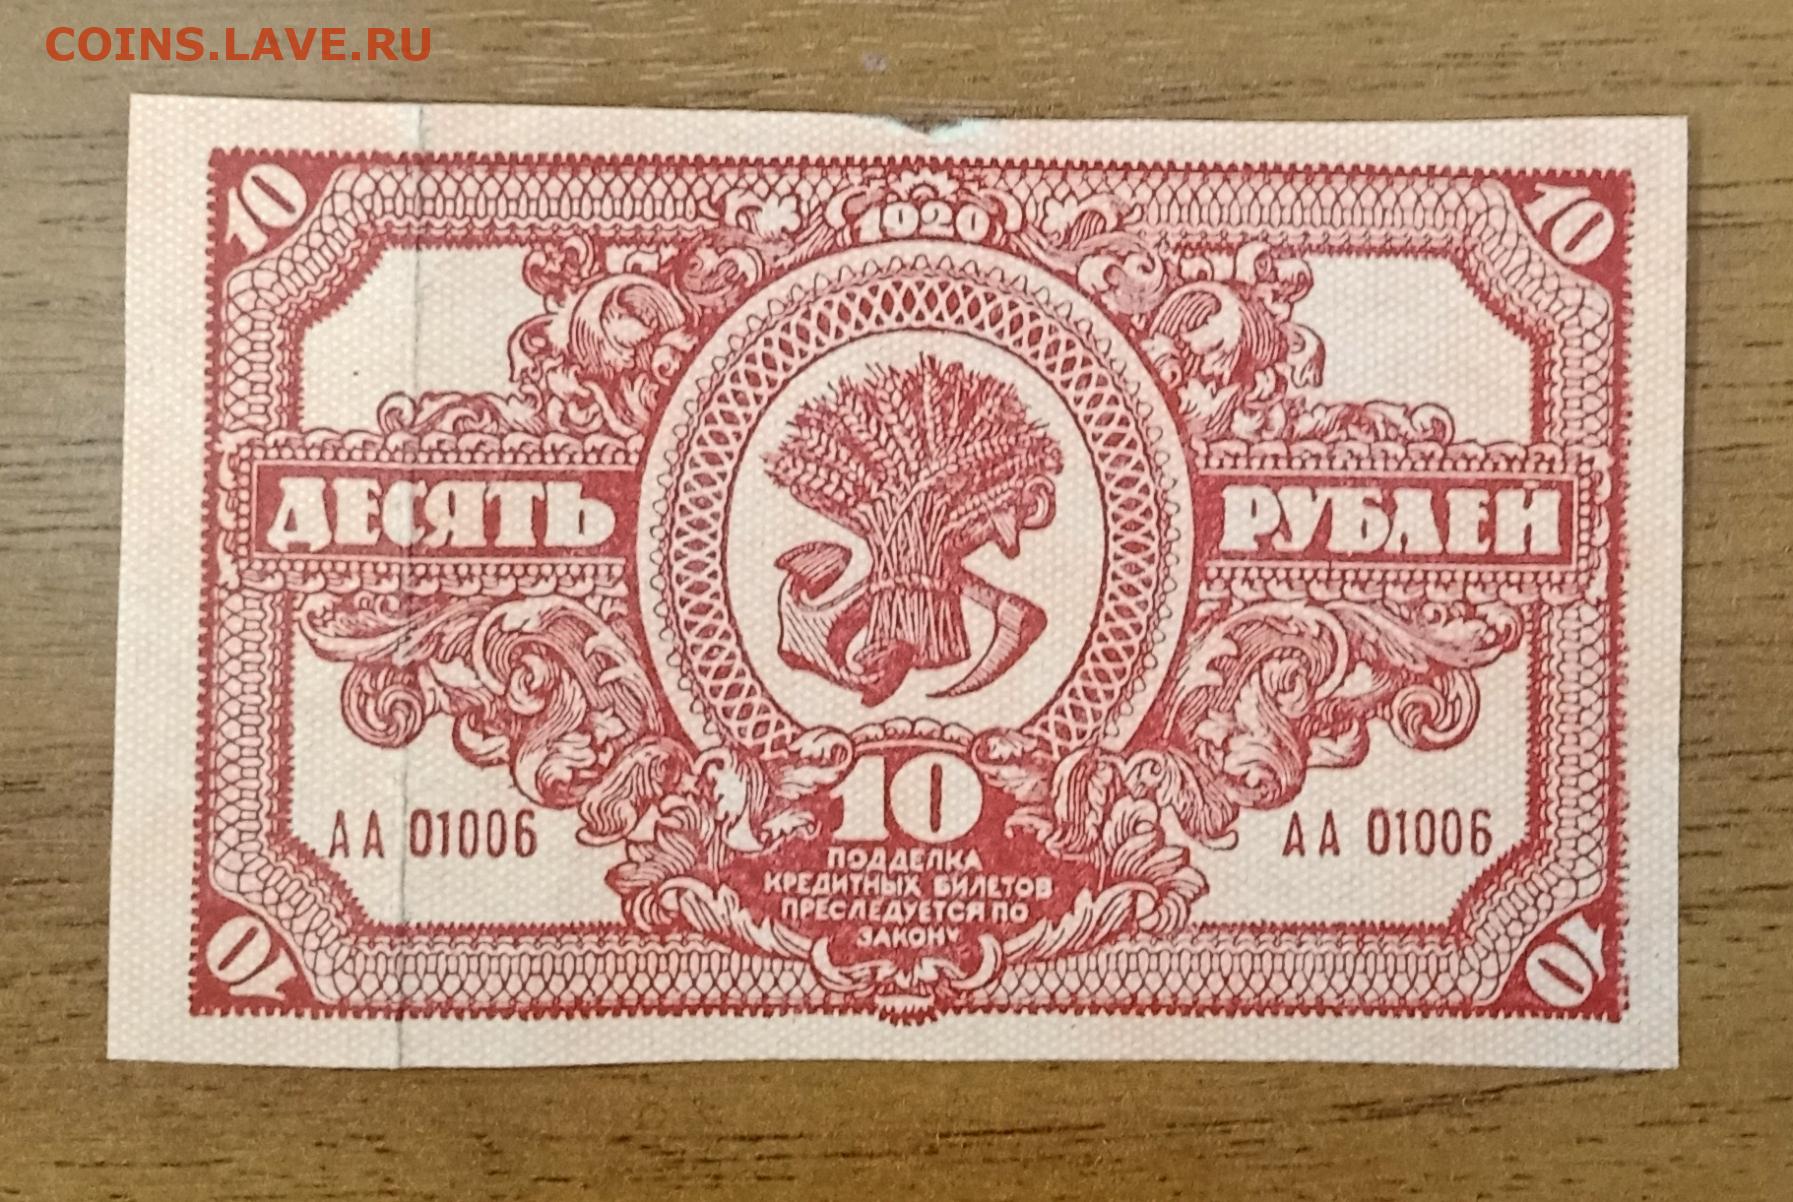 COINS.LAVE.RU
10 10
1920
ДЕСЯТЬ РУБЛЕЙ
АА 01006 10 АА 01006
ПОДДЕЛКА
КРЕДИТНЫХ БИЛЕТОВ
ПРЕСЛЕДУЕТСЯ ПО
ЗАКОНУ
10 10